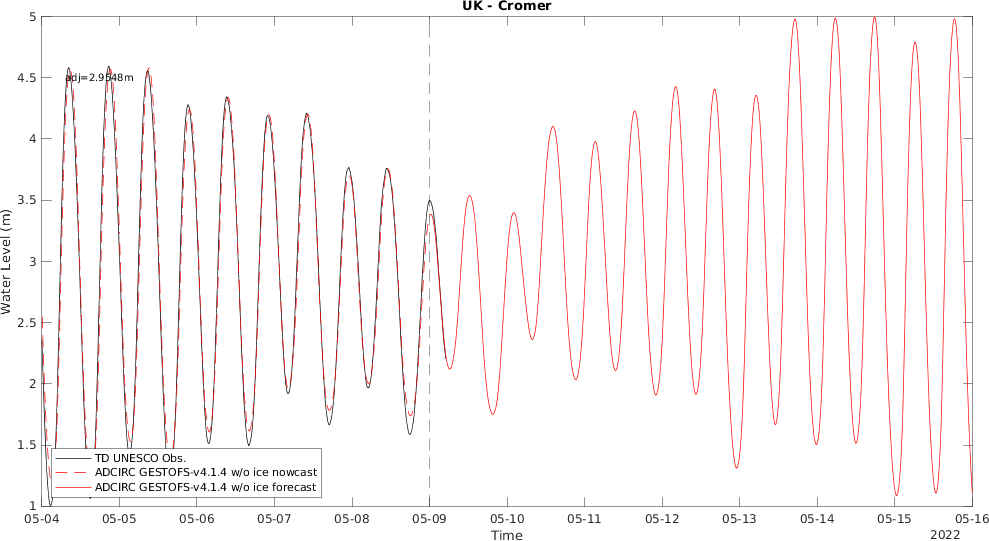 UK - Cromer
adj=2.9548m
Water Level (m)
5
4.5
4
3.5
3
2.5
2
1.5
1
TD UNESCO Obs.
ADCIRC GESTOFS-v4.1.4 w/o ice nowcast
ADCIRC GESTOFS-v4.1.4 w/o ice forecast
05-04 05-05 05-06 05-07 05-08 05-09 05-10 05-11 05-12 05-13 05-14 05-15 05-16
Time
2022